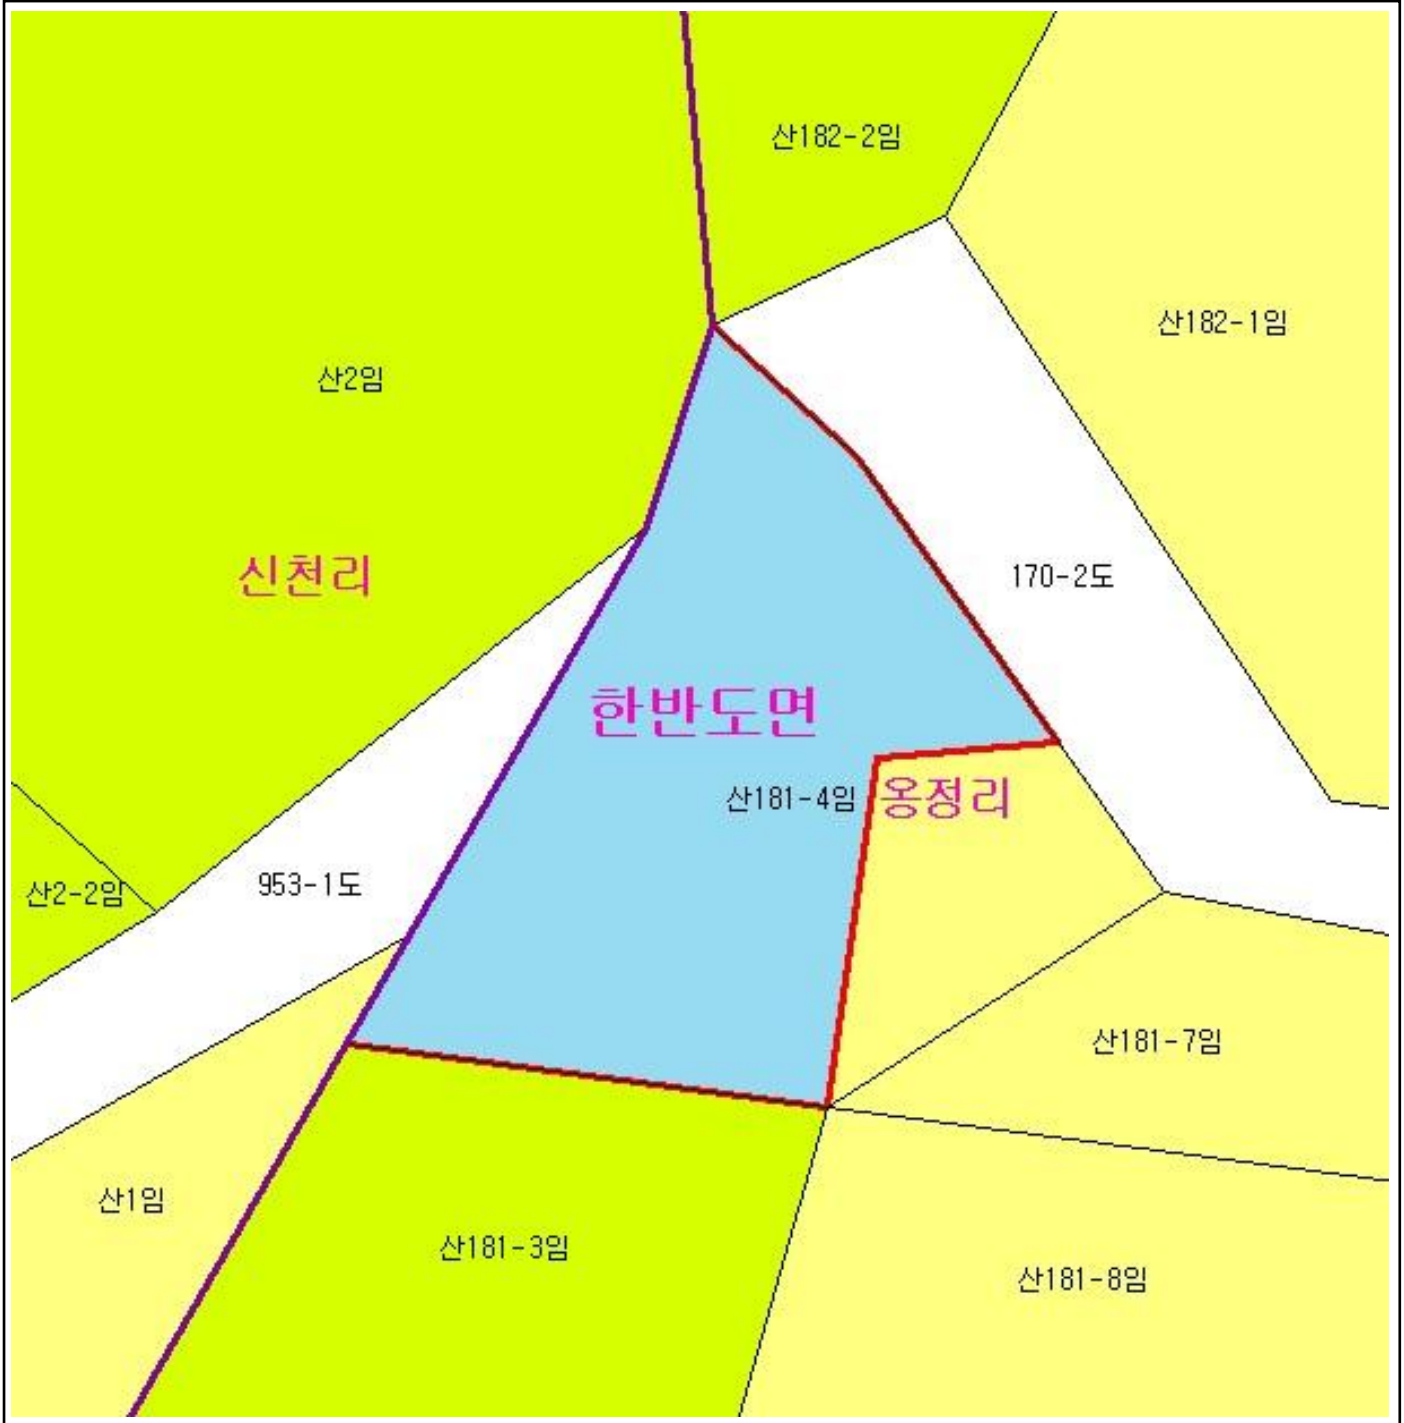 산182-2임
산182-1임
산2임
신천리
170-2도
한반도면
산181-4임
옹정리
산2-2임
953-1도
산181-7임
산1임
산181-3임
산181-8임